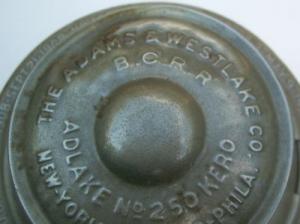 THE ADAMS & WESTLAKE CO
B.C.R.R
ADLAKE No 250 KERO
NEW-YORK
PHILA.